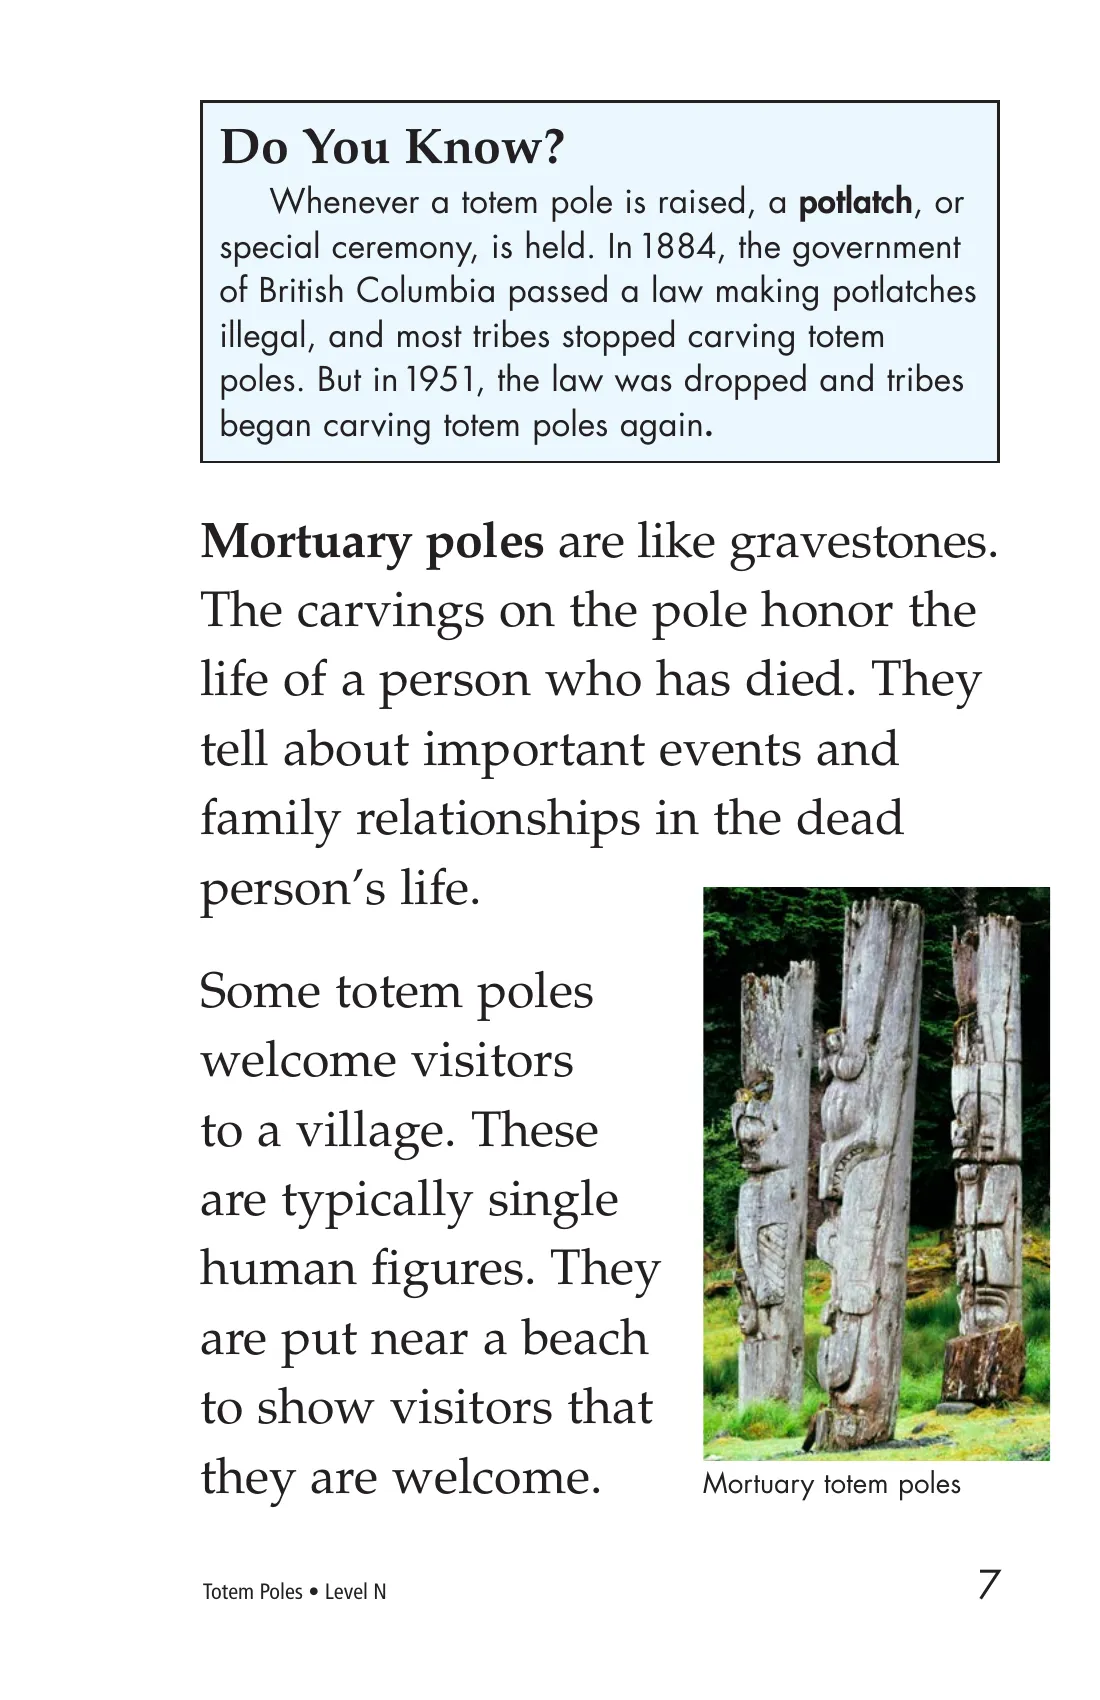 Do You Know?
Whenever a totem pole is raised, a potlatch, or
special ceremony, is held. In 1884, the government
of British Columbia passed a law making potlatches
illegal, and most tribes stopped carving totem
poles. But in 1951, the law was dropped and tribes
began carving totem poles again.
Mortuary poles are like gravestones.
The carvings on the pole honor the
life of a person who has died. They
tell about important events and
family relationships in the dead
person’s life.
Some totem poles
welcome visitors
to a village. These
are typically single
human figures. They
are put near a beach
to show visitors that
they are welcome.
Mortuary totem poles
Totem Poles • Level N
7